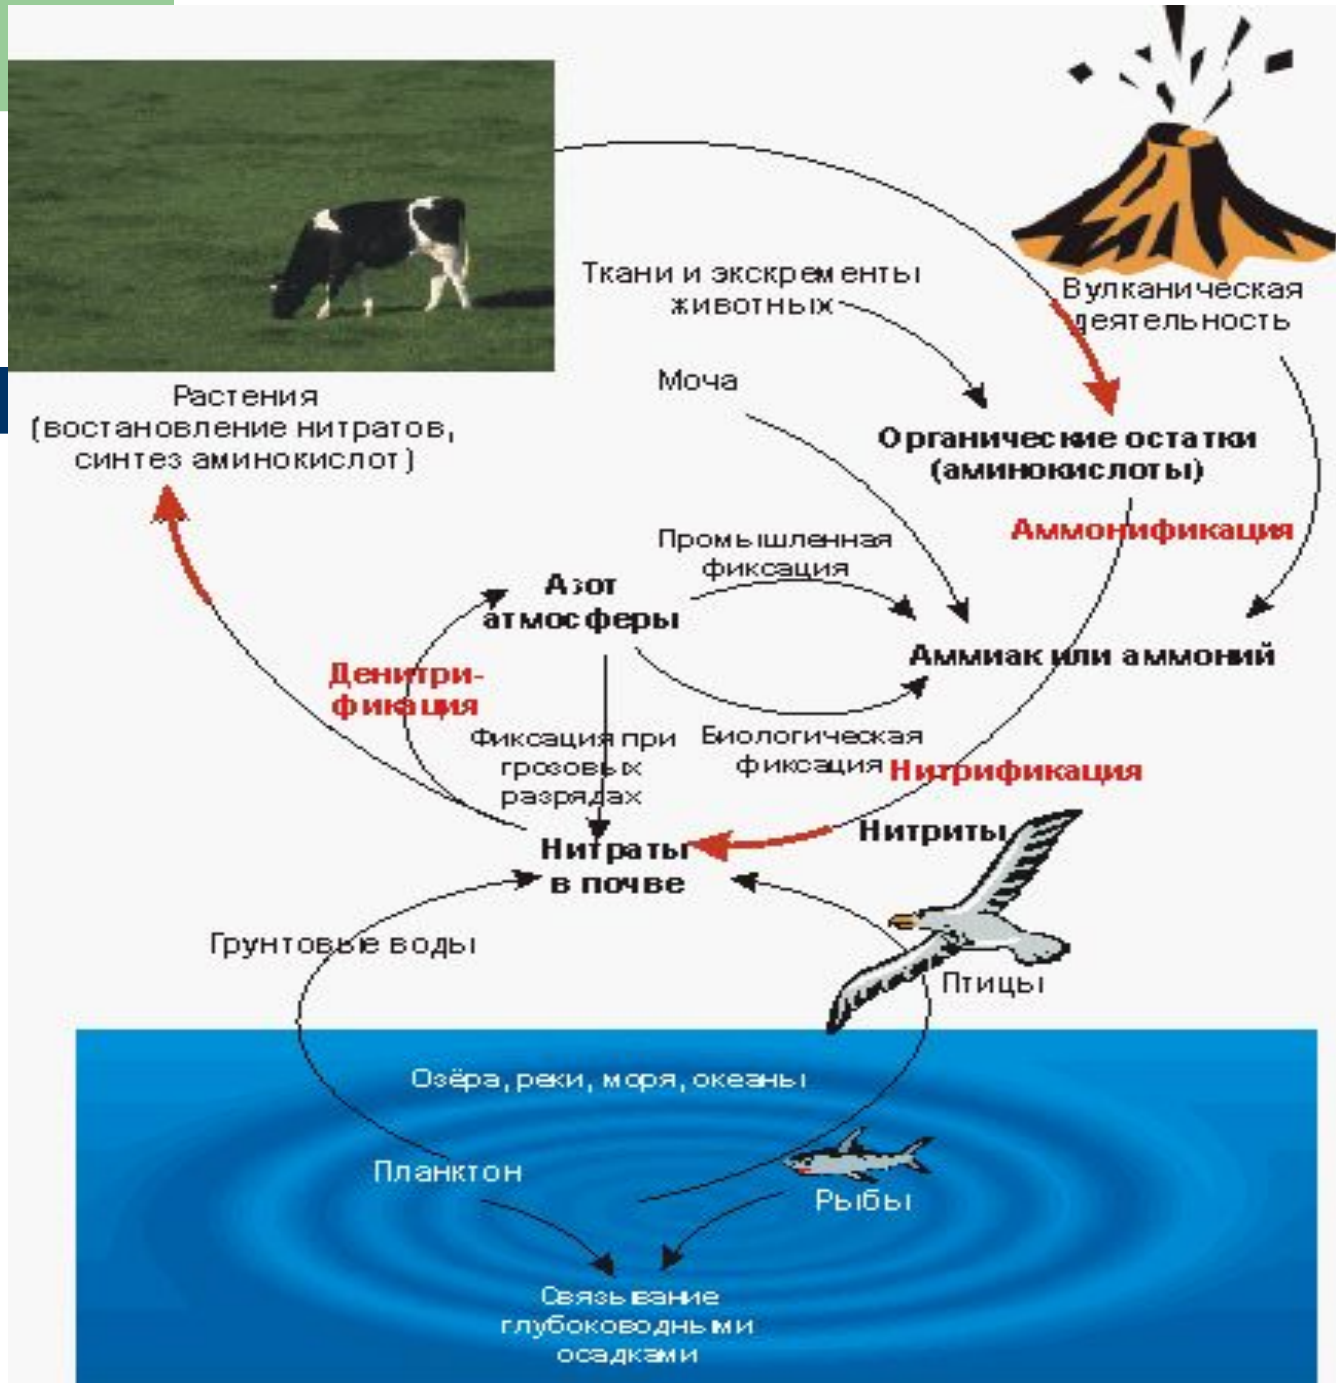 Ткани и экскременты
животных
Вулканическая
деятельность
Моча
Растения
(востановление нитратов,
синтез аминокислот)
Органические остатки
(аминокислоты)
Аммонификация
Промышленная
фиксация
Азот
атмосферы
Аммиак или аммоний
Денитри-
фикация
Фиксация при
грозовых
разрядах
Биологическая
фиксация
Нитрификация
Нитриты
Нитраты
в почве
Грунтовые воды
Птицы
Озёра, реки, моря, океаны
Планктон
Рыбы
Связывание
глубоководными
осадками